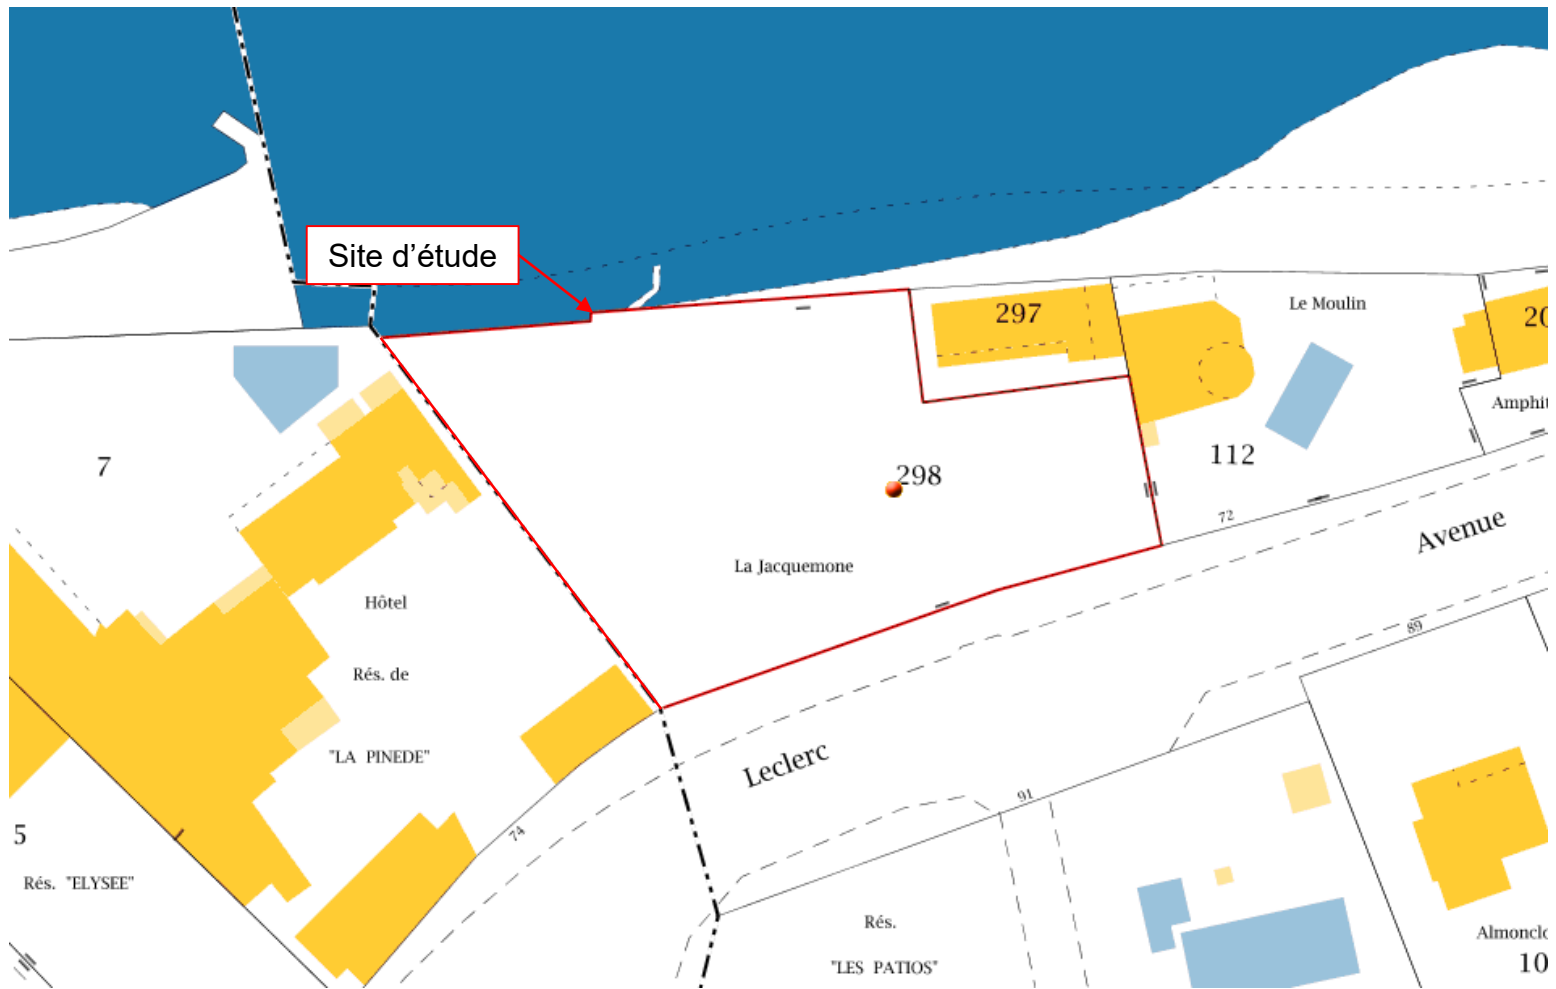 Site d’étude
297
Le Moulin
20
Amphit
7
298
112
72
Avenue
La Jacquemone
Hôtel
89
Rés. de
"LA PINEDE"
Leclerc
91
74
5
Rés. "ELYSEE"
Rés.
"LES PATIOS"
Almonclo
10